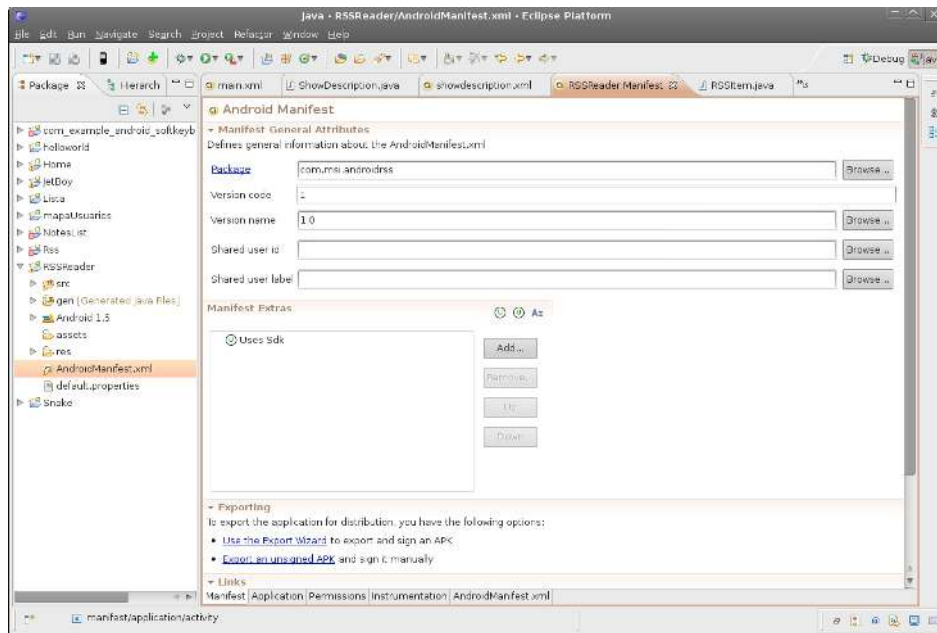 Java - RSSReader/AndroidManifest.xml - Eclipse Platform
File Edit Run Navigate Search Project Refactor Window Help
Debug
Package
Hierarch
main.xml
ShowDescription.java
showdescription.xml
RSSReader Manifest
RSSItem.java
com_example_android_softkeyb
helloworld
Home
JetBoy
Lista
mapaUsuarios
NotesList
Rss
RSSReader
src
gen [Generated Java Files]
Android 1.5
assets
res
AndroidManifest.xml
default.properties
Snake
Android Manifest
Manifest General Attributes
Defines general information about the AndroidManifest.xml
Package com.msi.androidrss Browse...
Version code 1
Version name 1.0 Browse...
Shared user id Browse...
Shared user label Browse...
Manifest Extras
Az
Uses Sdk
Add...
Remove...
Up
Down
Exporting
To export the application for distribution, you have the following options:
• Use the Export Wizard to export and sign an APK
• Export an unsigned APK and sign it manually
Links
Manifest Application Permissions Instrumentation AndroidManifest.xml
manifest/application/activity